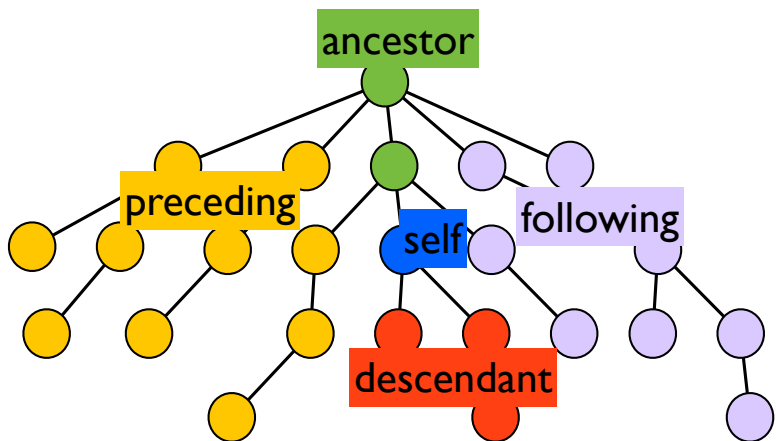 ancestor
preceding
following
self
descendant